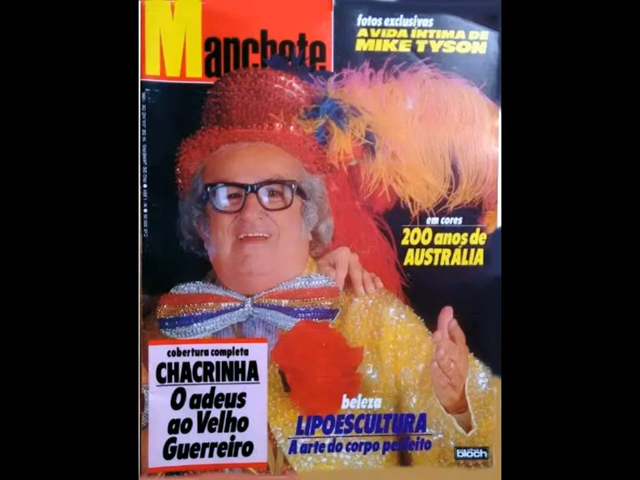 Manchete
fotos exclusivas
A VIDA ÍNTIMA DE
MIKE TYSON
em cores
200 anos de
AUSTRÁLIA
cobertura completa
CHACRINHA
O adeus
ao Velho
Guerreiro
beleza
LIPOESCULTURA
A arte do corpo perfeito
bloch